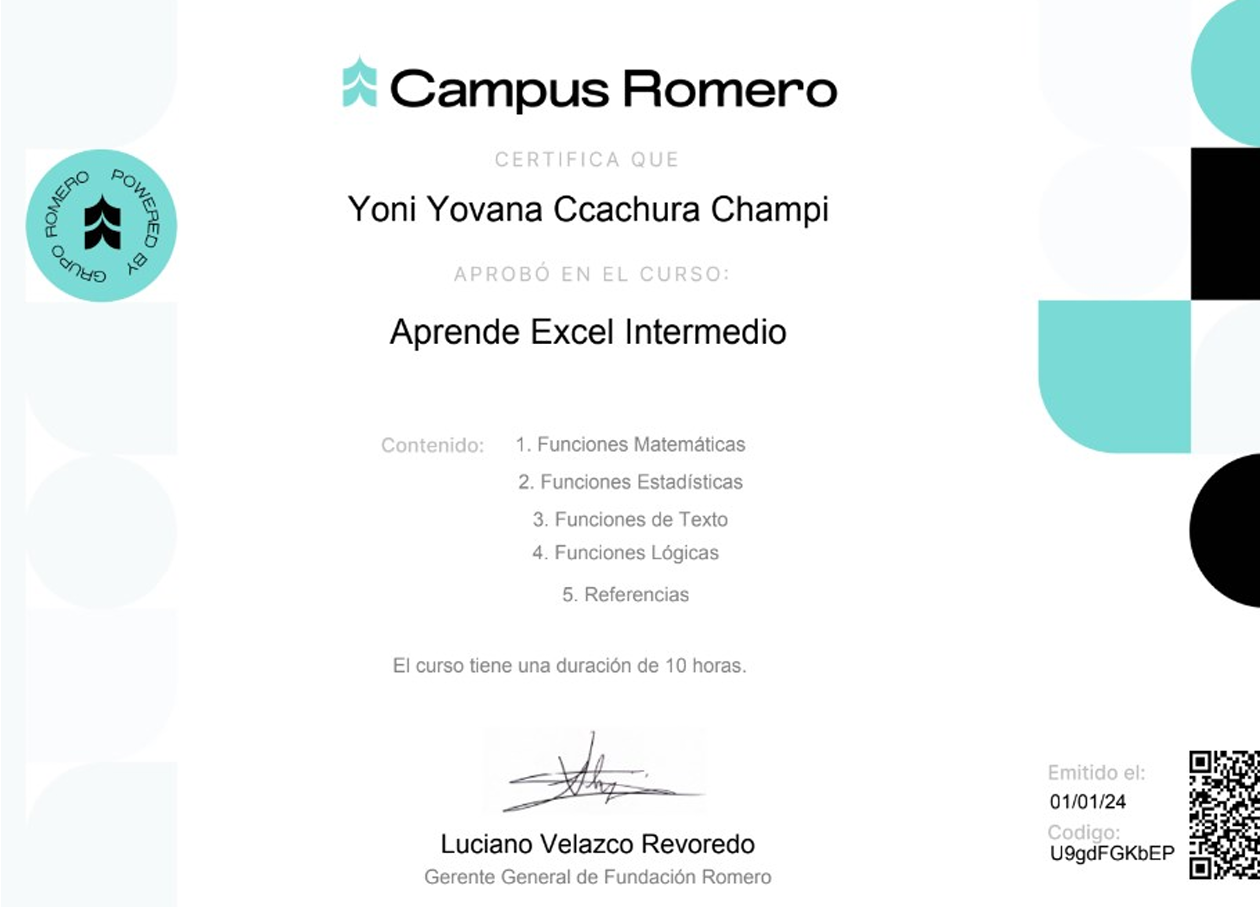 Campus Romero
CERTIFICA QUE
POWERED BY GRUPO ROMERO
Yoni Yovana Ccachura Champi
APROBÓ EN EL CURSO:
Aprende Excel Intermedio
Contenido: 1. Funciones Matemáticas
2. Funciones Estadísticas
3. Funciones de Texto
4. Funciones Lógicas
5. Referencias
El curso tiene una duración de 10 horas.
Luciano Velazco Revoredo
Gerente General de Fundación Romero
Emitido el:
01/01/24
Codigo:
U9gdFGKbEP